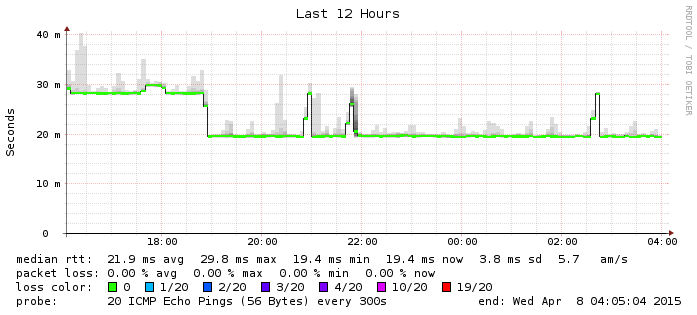 Last 12 Hours
RRDTOOL / TOBI OETIKER
Seconds
40 m
30 m
20 m
10 m
0
18:00 20:00 22:00 00:00 02:00 04:00
median rtt: 21.9 ms avg 29.8 ms max 19.4 ms min 19.4 ms now 3.8 ms sd 5.7 am/s
packet loss: 0.00 % avg 0.00 % max 0.00 % min 0.00 % now
loss color: 0 1/20 2/20 3/20 4/20 10/20 19/20
probe: 20 ICMP Echo Pings (56 Bytes) every 300s end: Wed Apr 8 04:05:04 2015